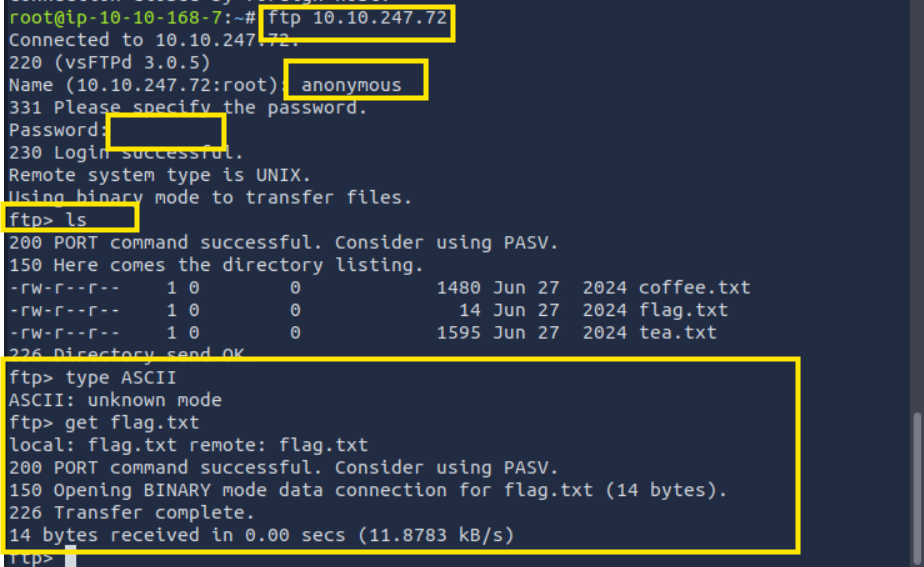 root@ip-10-10-168-7:~# ftp 10.10.247.72
Connected to 10.10.247.72.
220 (vsFTPd 3.0.5)
Name (10.10.247.72:root): anonymous
331 Please specify the password.
Password:
230 Login successful.
Remote system type is UNIX.
Using binary mode to transfer files.
ftp> ls
200 PORT command successful. Consider using PASV.
150 Here comes the directory listing.
-rw-r--r-- 1 0 0 1480 Jun 27 2024 coffee.txt
-rw-r--r-- 1 0 0 14 Jun 27 2024 flag.txt
-rw-r--r-- 1 0 0 1595 Jun 27 2024 tea.txt
226 Directory send OK
ftp> type ASCII
ASCII: unknown mode
ftp> get flag.txt
local: flag.txt remote: flag.txt
200 PORT command successful. Consider using PASV.
150 Opening BINARY mode data connection for flag.txt (14 bytes).
226 Transfer complete.
14 bytes received in 0.00 secs (11.8783 kB/s)
ftp>